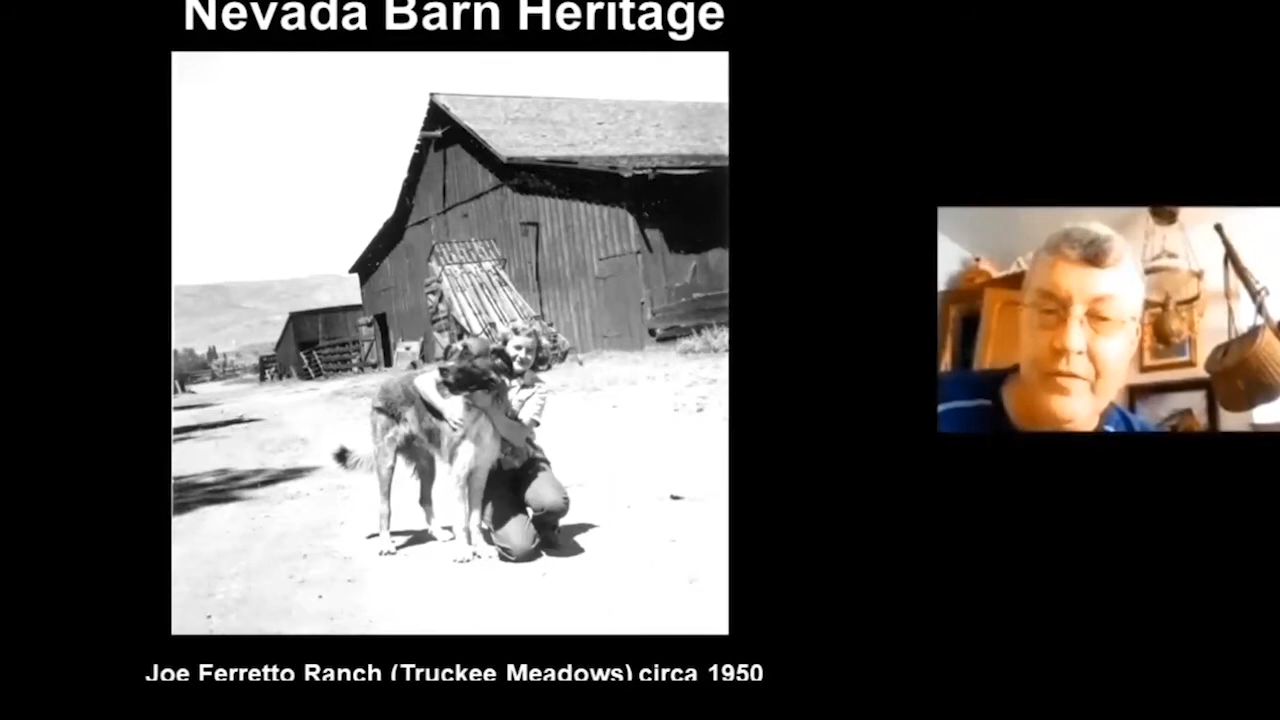 Nevada Barn Heritage
Joe Ferretto Ranch (Truckee Meadows) circa 1950